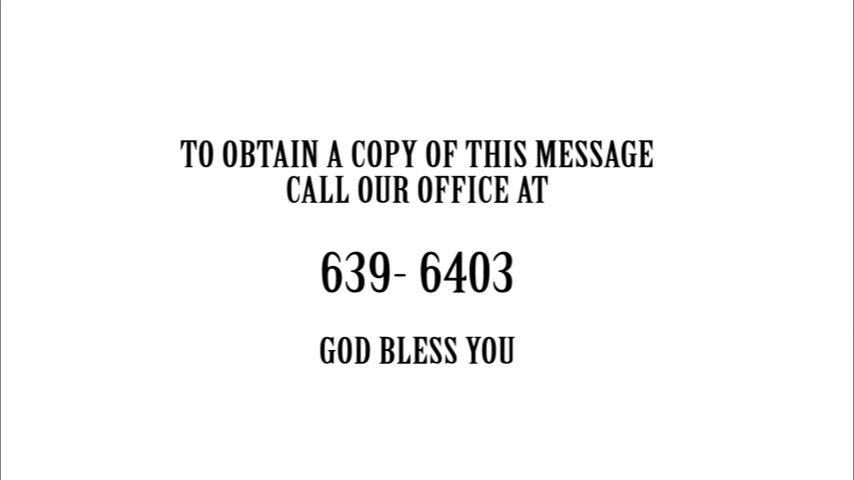 TO OBTAIN A COPY OF THIS MESSAGE
CALL OUR OFFICE AT
639- 6403
GOD BLESS YOU